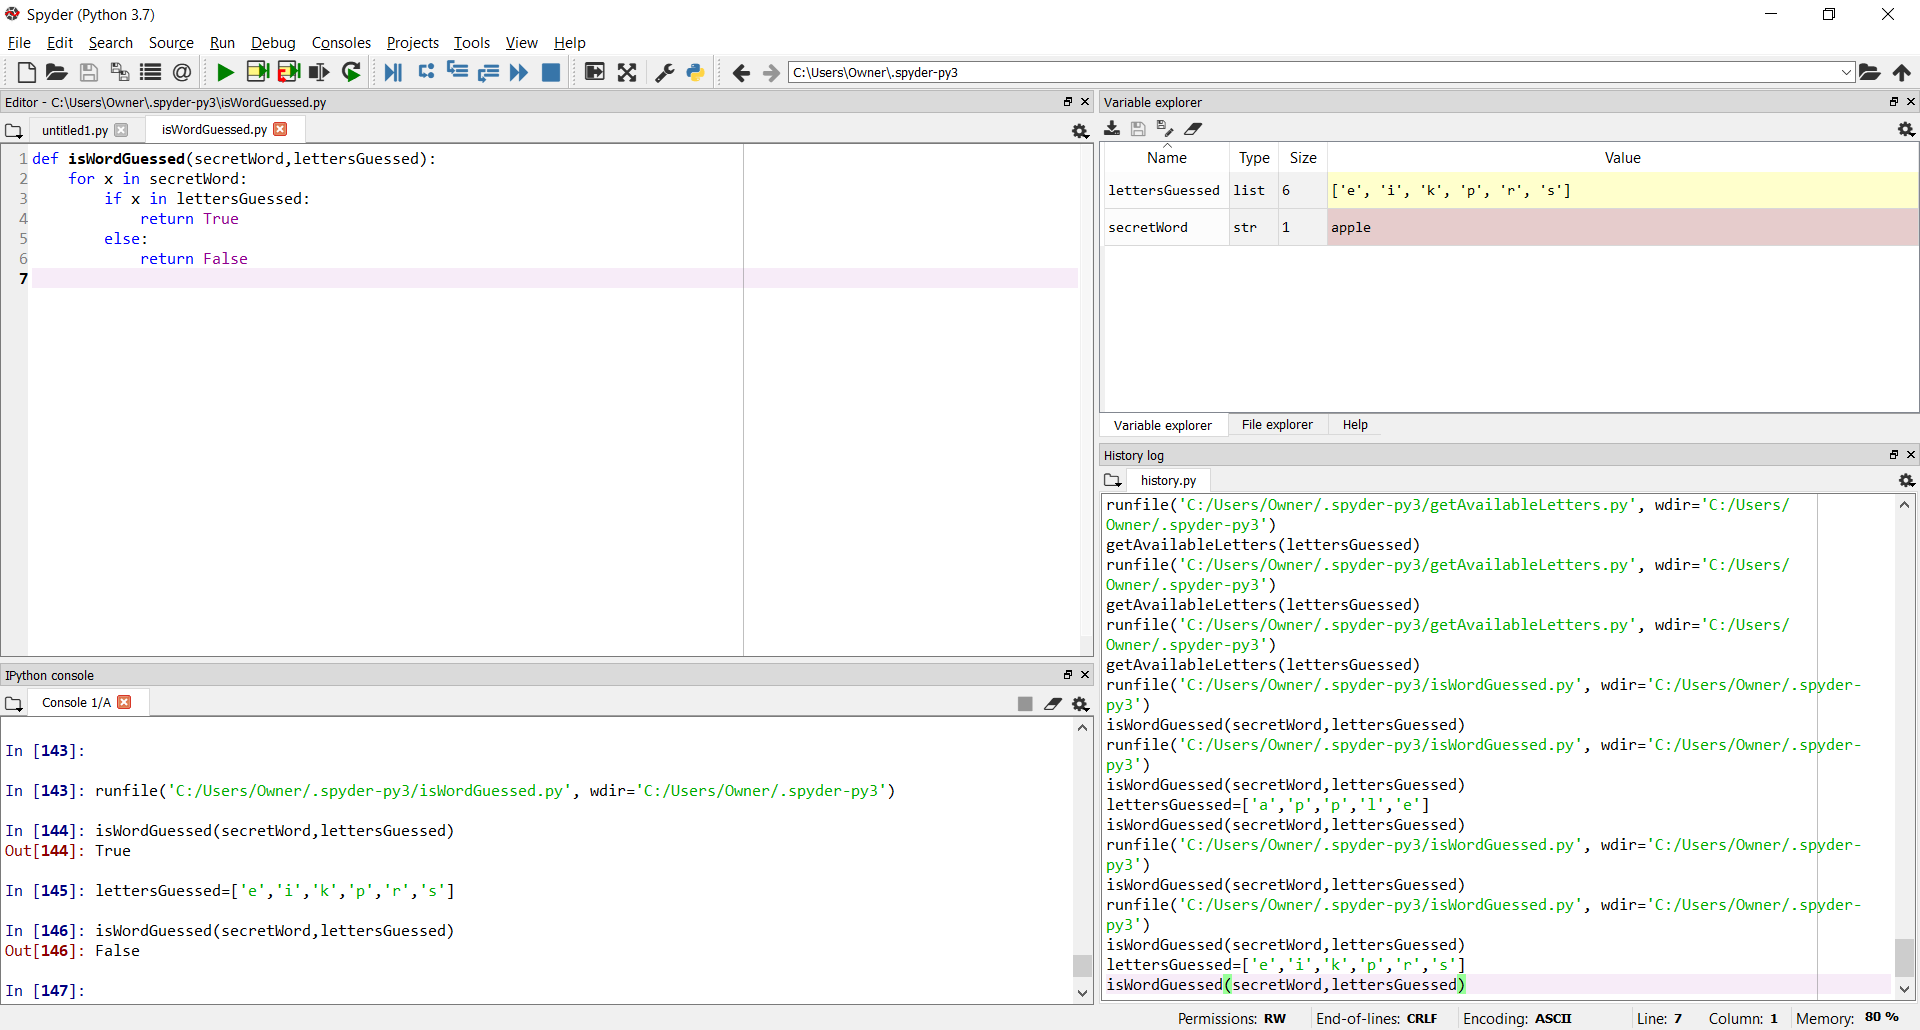 Spyder (Python 3.7)
File Edit Search Source Run Debug Consoles Projects Tools View Help
C:\Users\Owner\.spyder-py3
Editor - C:\Users\Owner\.spyder-py3\isWordGuessed.py
untitled1.py isWordGuessed.py
1 def isWordGuessed(secretWord,lettersGuessed):
2 for x in secretWord:
3 if x in lettersGuessed:
4 return True
5 else:
6 return False
7
IPython console
Console 1/A
In [143]:
In [143]: runfile('C:/Users/Owner/.spyder-py3/isWordGuessed.py', wdir='C:/Users/Owner/.spyder-py3')
In [144]: isWordGuessed(secretWord,lettersGuessed)
Out[144]: True
In [145]: lettersGuessed=['e','i','k','p','r','s']
In [146]: isWordGuessed(secretWord,lettersGuessed)
Out[146]: False
In [147]:
Variable explorer
Name Type Size Value
lettersGuessed list 6 ['e', 'i', 'k', 'p', 'r', 's']
secretWord str 1 apple
Variable explorer File explorer Help
History log
history.py
runfile('C:/Users/Owner/.spyder-py3/getAvailableLetters.py', wdir='C:/Users/
Owner/.spyder-py3')
getAvailableLetters(lettersGuessed)
runfile('C:/Users/Owner/.spyder-py3/getAvailableLetters.py', wdir='C:/Users/
Owner/.spyder-py3')
getAvailableLetters(lettersGuessed)
runfile('C:/Users/Owner/.spyder-py3/getAvailableLetters.py', wdir='C:/Users/
Owner/.spyder-py3')
getAvailableLetters(lettersGuessed)
runfile('C:/Users/Owner/.spyder-py3/isWordGuessed.py', wdir='C:/Users/Owner/.spyder-
py3')
isWordGuessed(secretWord,lettersGuessed)
runfile('C:/Users/Owner/.spyder-py3/isWordGuessed.py', wdir='C:/Users/Owner/.spyder-
py3')
isWordGuessed(secretWord,lettersGuessed)
lettersGuessed=['a','p','p','l','e']
isWordGuessed(secretWord,lettersGuessed)
runfile('C:/Users/Owner/.spyder-py3/isWordGuessed.py', wdir='C:/Users/Owner/.spyder-
py3')
isWordGuessed(secretWord,lettersGuessed)
runfile('C:/Users/Owner/.spyder-py3/isWordGuessed.py', wdir='C:/Users/Owner/.spyder-
py3')
isWordGuessed(secretWord,lettersGuessed)
lettersGuessed=['e','i','k','p','r','s']
isWordGuessed(secretWord,lettersGuessed)
Permissions: RW End-of-lines: CRLF Encoding: ASCII Line: 7 Column: 1 Memory: 80 %